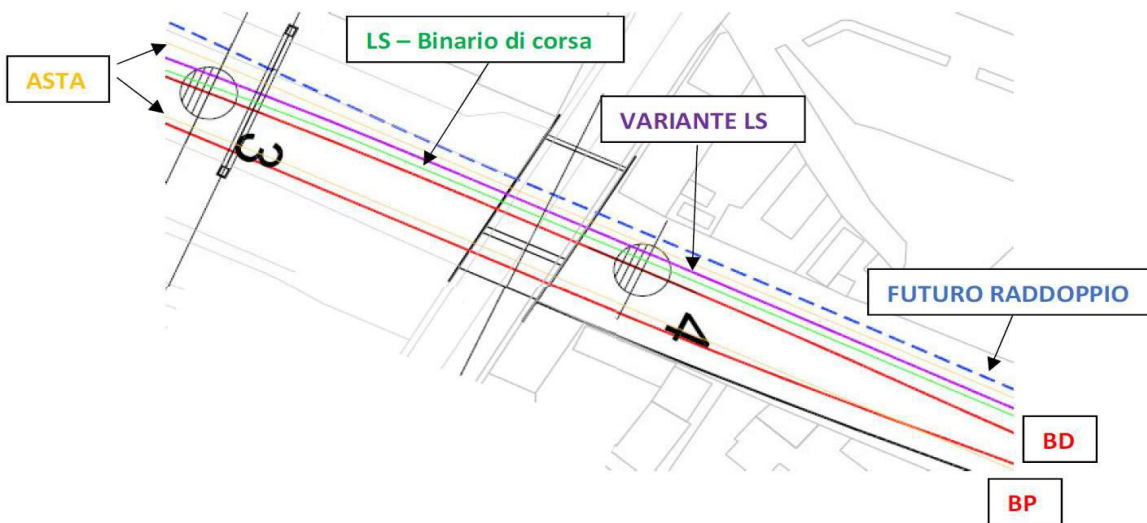 LS – Binario di corsa
ASTA
VARIANTE LS
3
FUTURO RADDOPPIO
4
BD
BP